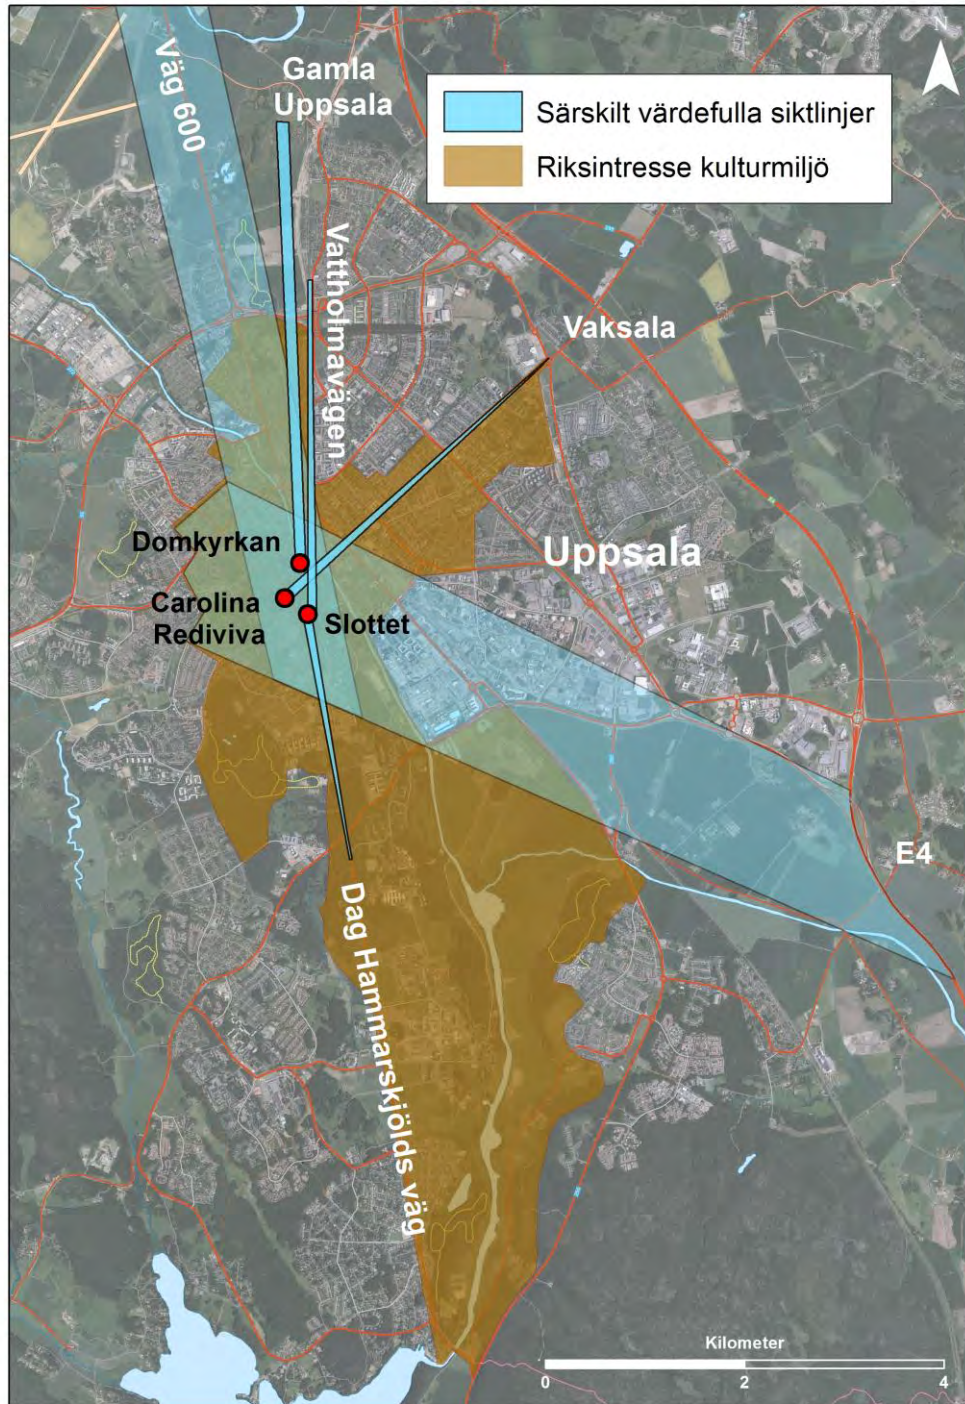 N
Väg 600
Gamla
Uppsala
Särskilt värdefulla siktlinjer
Riksintresse kulturmiljö
Vattholmavägen
Vaksala
Domkyrkan
Uppsala
Carolina
Rediviva
Slottet
E4
Dag Hammarskjölds väg
Kilometer
0 2 4